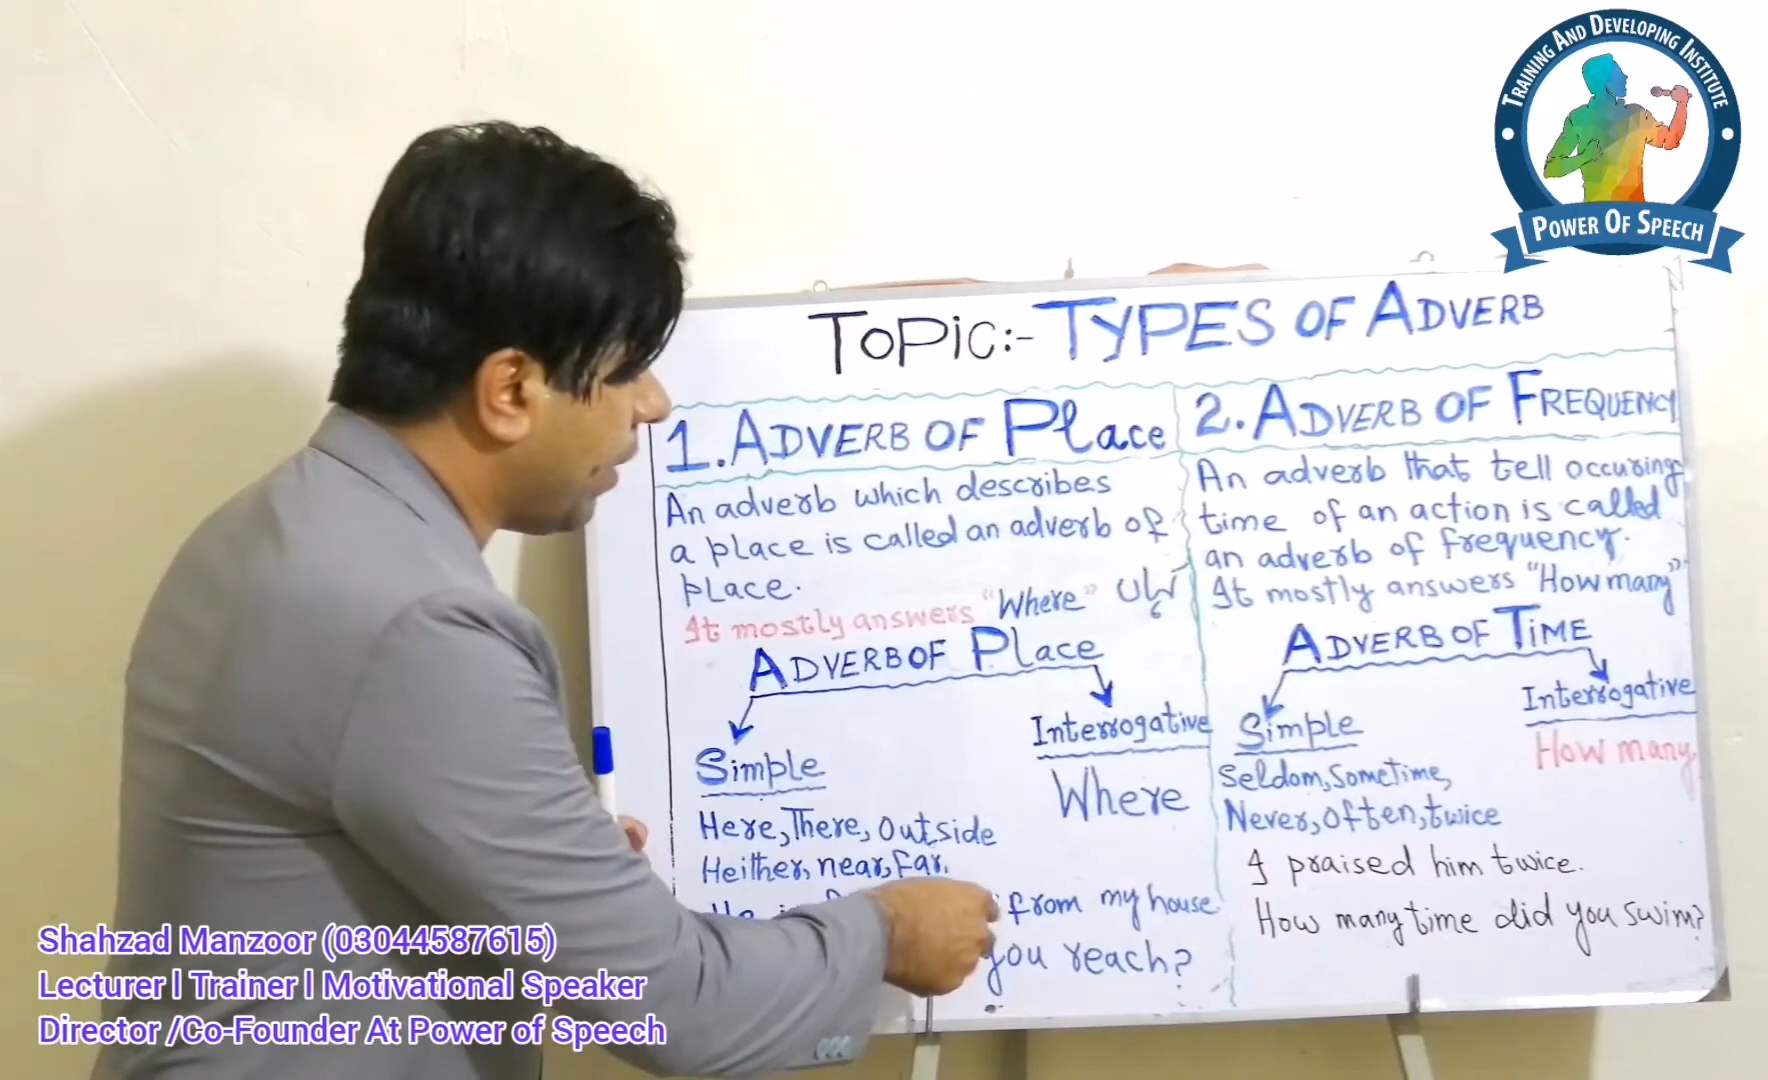 TRAINING AND DEVELOPING INSTITUTE
POWER OF SPEECH
TOPIC:- TYPES OF ADVERB
1. ADVERB OF PLace
An adverb which describes
a place is called an adverb of
place.
It mostly answers "Where" کہاں
ADVERB OF PLace
Simple
Interrogative
Here, There, Outside
Where
Heither, near, far.
from my house
you reach?
2. ADVERB OF FREQUENCY
An adverb that tell occuring
time of an action is called
an adverb of frequency.
It mostly answers "How many"
ADVERB OF TIME
Interrogative
Simple
How many
Seldom, Sometime,
Never, Often, twice
I praised him twice.
How many time did you swim?
Shahzad Manzoor (03044587615)
Lecturer l Trainer l Motivational Speaker
Director /Co-Founder At Power of Speech